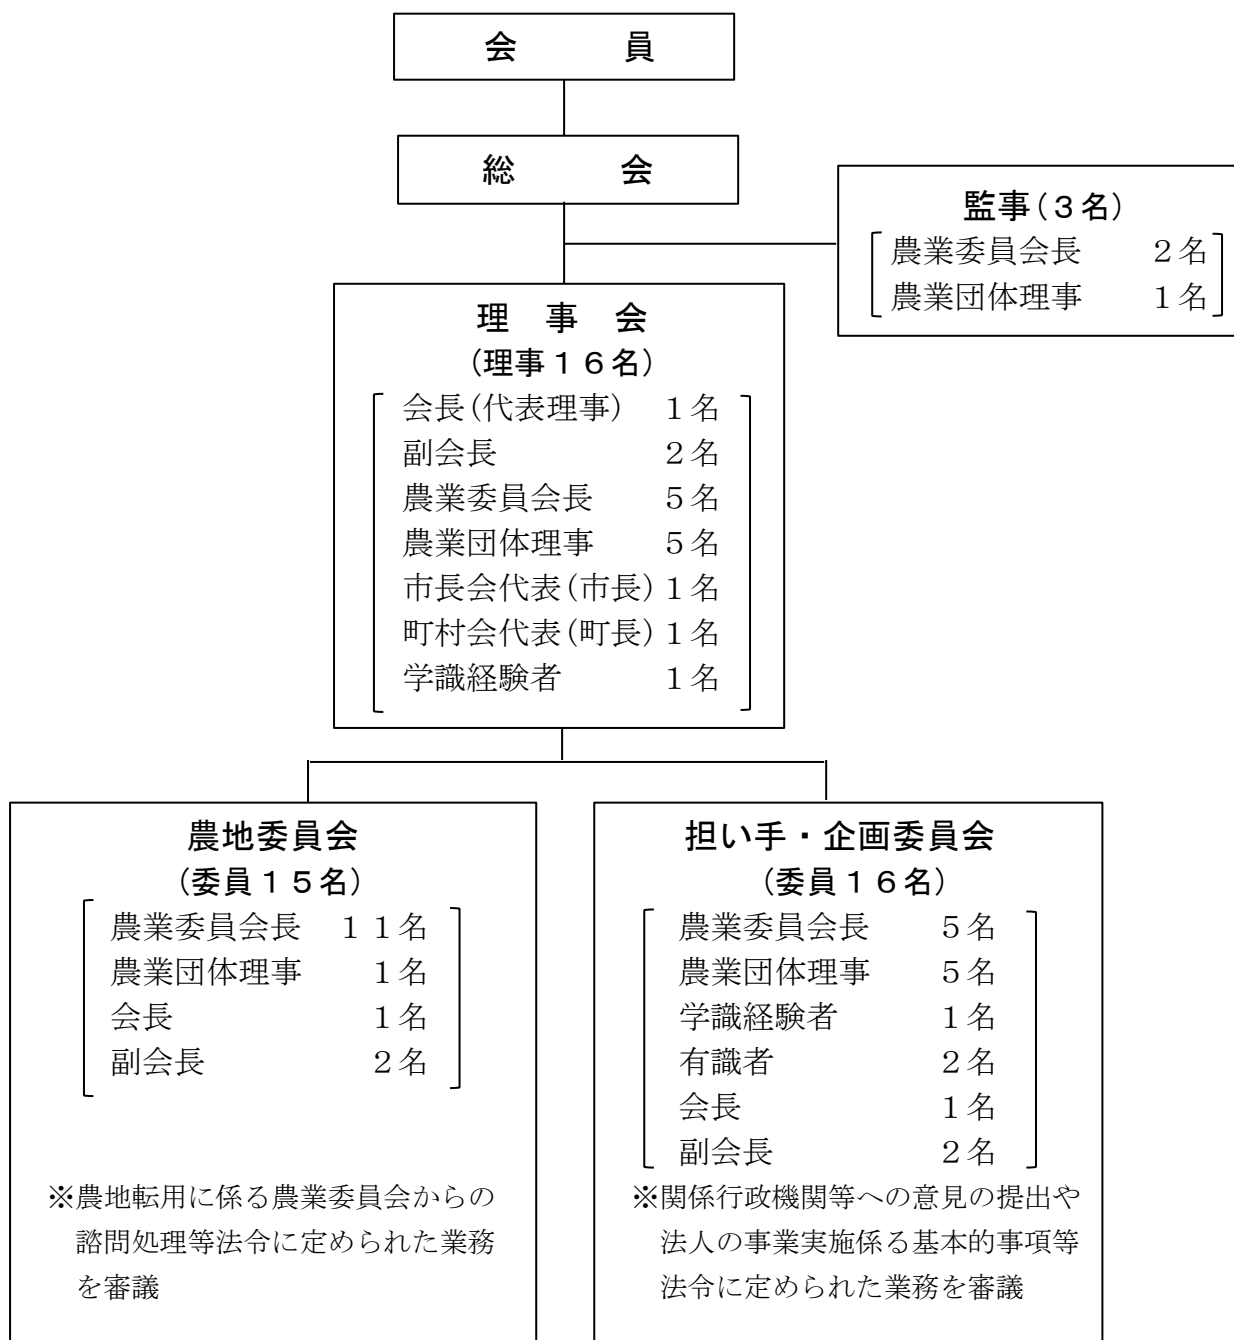 会　　　員
総　　　会
監事(３名)
農業委員会長　２名
農業団体理事　１名
理　事　会
(理事１６名)
会長(代表理事)　１名
副会長　２名
農業委員会長　５名
農業団体理事　５名
市長会代表(市長)１名
町村会代表(町長)１名
学識経験者　１名
農地委員会
(委員１５名)
農業委員会長　１１名
農業団体理事　１名
会長　１名
副会長　２名
※農地転用に係る農業委員会からの
諮問処理等法令に定められた業務
を審議
担い手・企画委員会
(委員１６名)
農業委員会長　５名
農業団体理事　５名
学識経験者　１名
有識者　２名
会長　１名
副会長　２名
※関係行政機関等への意見の提出や
法人の事業実施係る基本的事項等
法令に定められた業務を審議